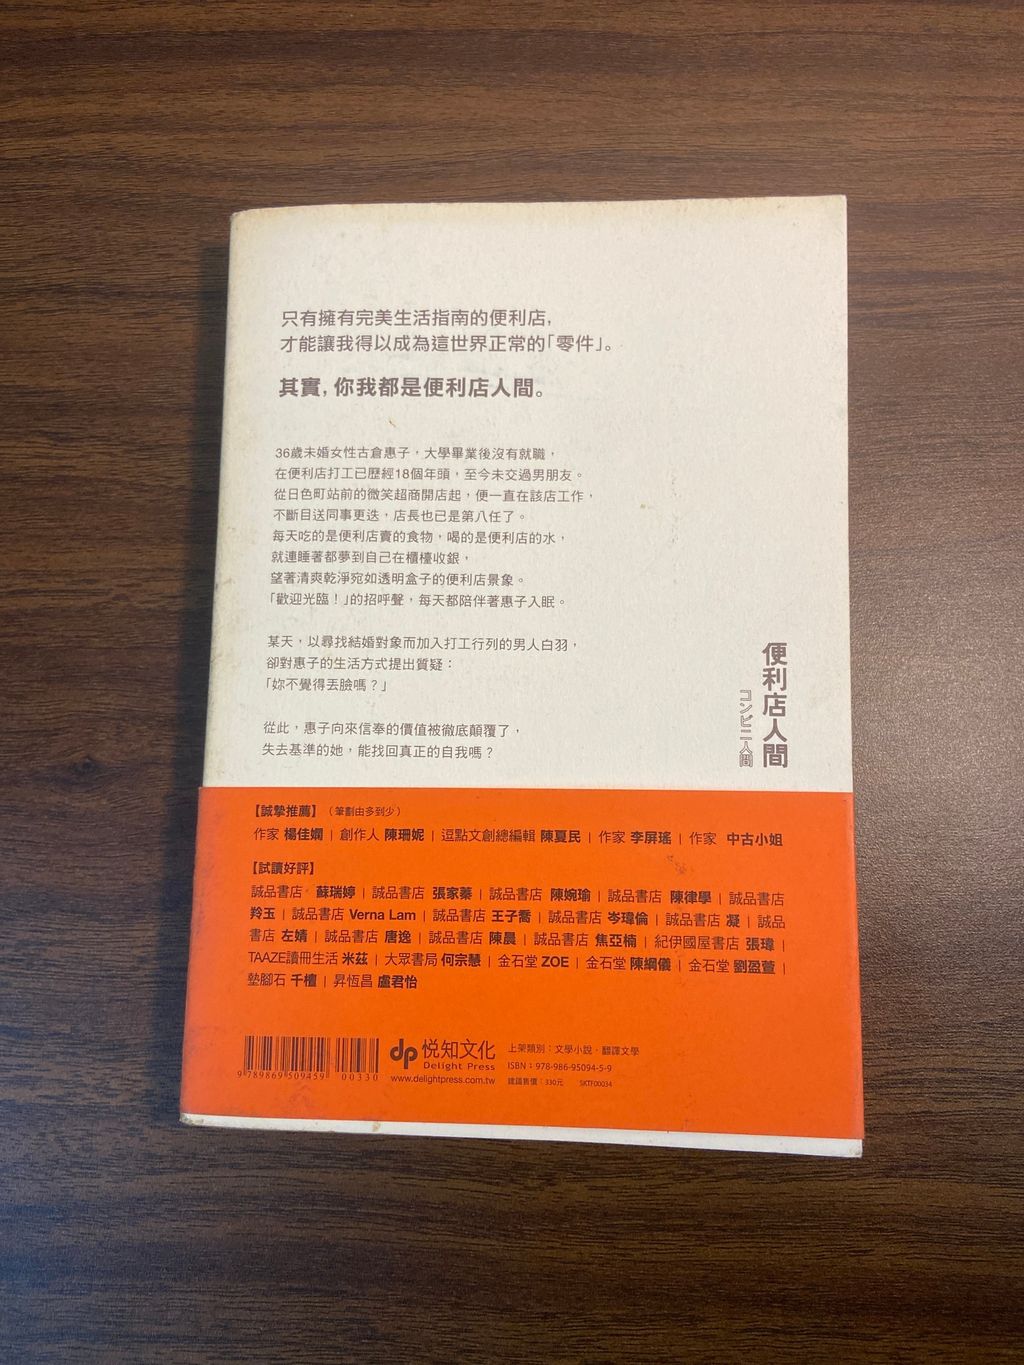 只有擁有完美生活指南的便利店，
才能讓我得以成為這世界正常的「零件」。
其實，你我都是便利店人間。
36歲未婚女性古倉惠子，大學畢業後沒有就職，
在便利店打工已歷經18個年頭，至今未交過男朋友。
從日色町站前的微笑超商開店起，便一直在該店工作，
不斷目送同事更迭，店長也已是第八任了。
每天吃的是便利店賣的食物，喝的是便利店的水，
就連睡著都夢到自己在櫃檯收銀，
望著清爽乾淨宛如透明盒子的便利店景象。
「歡迎光臨！」的招呼聲，每天都陪伴著惠子入眠。
某天，以尋找結婚對象而加入打工行列的男人白羽，
卻對惠子的生活方式提出質疑：
「妳不覺得丟臉嗎？」
從此，惠子向來信奉的價值被徹底顛覆了，
失去基準的她，能找回真正的自我嗎？
便利店人間
コンビニ人間
【誠摯推薦】（筆劃由多到少）
作家 楊佳嫻｜創作人 陳珊妮｜逗點文創總編輯 陳夏民｜作家 李屏瑤｜作家 中古小姐
【試讀好評】
誠品書店 蘇瑞婷｜誠品書店 張家蓁｜誠品書店 陳婉瑜｜誠品書店 陳律學｜誠品書店
羚玉｜誠品書店 Verna Lam｜誠品書店 王子喬｜誠品書店 岑瑋倫｜誠品書店 凝｜誠品
書店 左婧｜誠品書店 唐逸｜誠品書店 陳晨｜誠品書店 焦亞楠｜紀伊國屋書店 張瑋｜
TAAZE讀冊生活 米茲｜大眾書局 何宗慧｜金石堂 ZOE｜金石堂 陳綱儀｜金石堂 劉盈萱｜
墊腳石 千檀｜昇恆昌 盧君怡
9 789869 509459 00330
dp 悅知文化
Delight Press
www.delightpress.com.tw
上架類別：文學小說．翻譯文學
ISBN：978-986-95094-5-9
建議售價：330元 SKTF00034